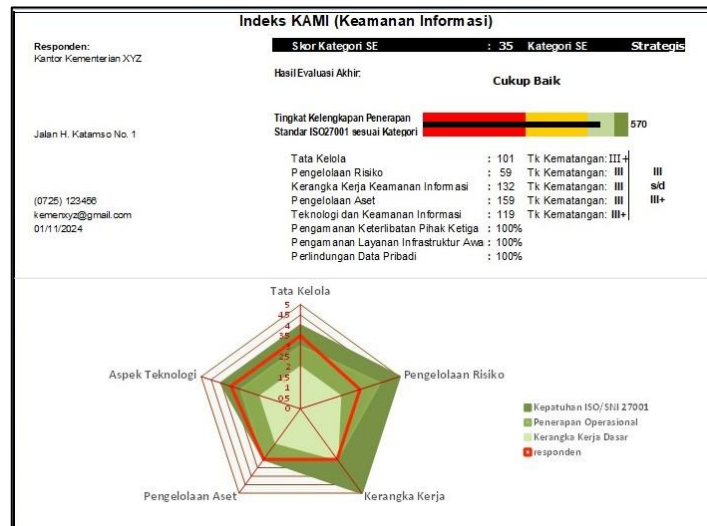 Indeks KAMI (Keamanan Informasi)
Responden:
Kantor Kementerian XYZ
Jalan H. Katamso No. 1
(0725) 123456
kemenxyz@gmail.com
01/11/2024
Skor Kategori SE : 35 Kategori SE Strategis
Hasil Evaluasi Akhir:
Cukup Baik
Tingkat Kelengkapan Penerapan
Standar ISO27001 sesuai Kategori
570
Tata Kelola : 101 Tk Kematangan: III+
Pengelolaan Risiko : 59 Tk Kematangan: III III
Kerangka Kerja Keamanan Informasi : 132 Tk Kematangan: III s/d
Pengelolaan Aset : 159 Tk Kematangan: III III+
Teknologi dan Keamanan Informasi : 119 Tk Kematangan: III+
Pengamanan Keterlibatan Pihak Ketiga : 100%
Pengamanan Layanan Infrastruktur Awa : 100%
Perlindungan Data Pribadi : 100%
Tata Kelola
5
4.5
4
3.5
3
2.5
2
1.5
1
0.5
0
Aspek Teknologi
Pengelolaan Risiko
Pengelolaan Aset
Kerangka Kerja
Kepatuhan ISO/SNI 27001
Penerapan Operasional
Kerangka Kerja Dasar
responden